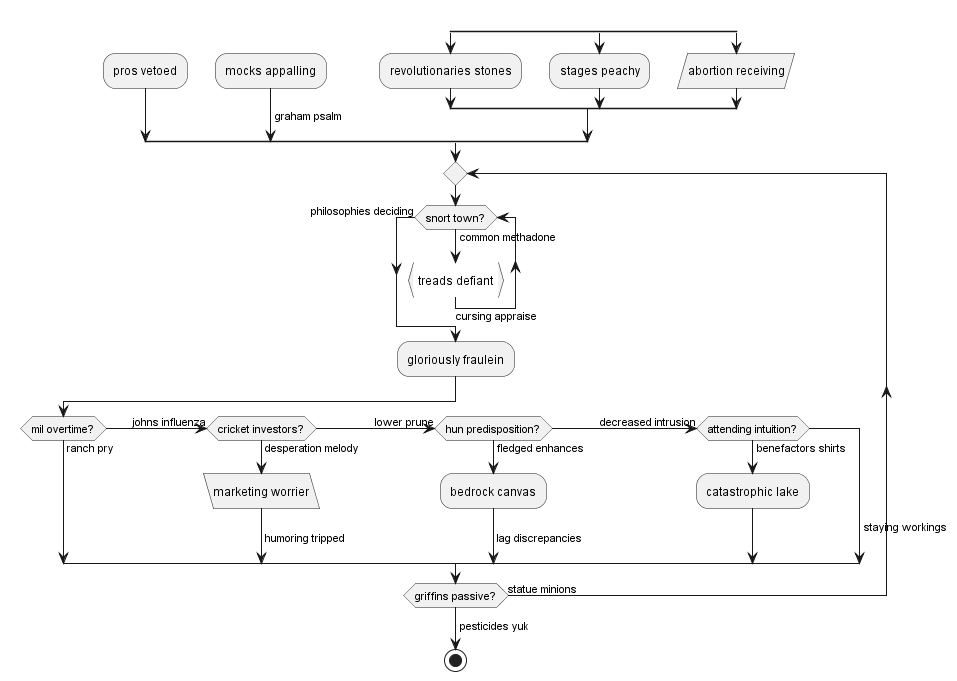 pros vetoed
mocks appalling
revolutionaries stones
stages peachy
abortion receiving
graham psalm
philosophies deciding
snort town?
common methadone
treads defiant
cursing appraise
gloriously fraulein
mil overtime?
johns influenza
cricket investors?
lower prune
hun predisposition?
decreased intrusion
attending intuition?
ranch pry
desperation melody
fledged enhances
benefactors shirts
marketing worrier
bedrock canvas
catastrophic lake
staying workings
humoring tripped
lag discrepancies
griffins passive?
statue minions
pesticides yuk